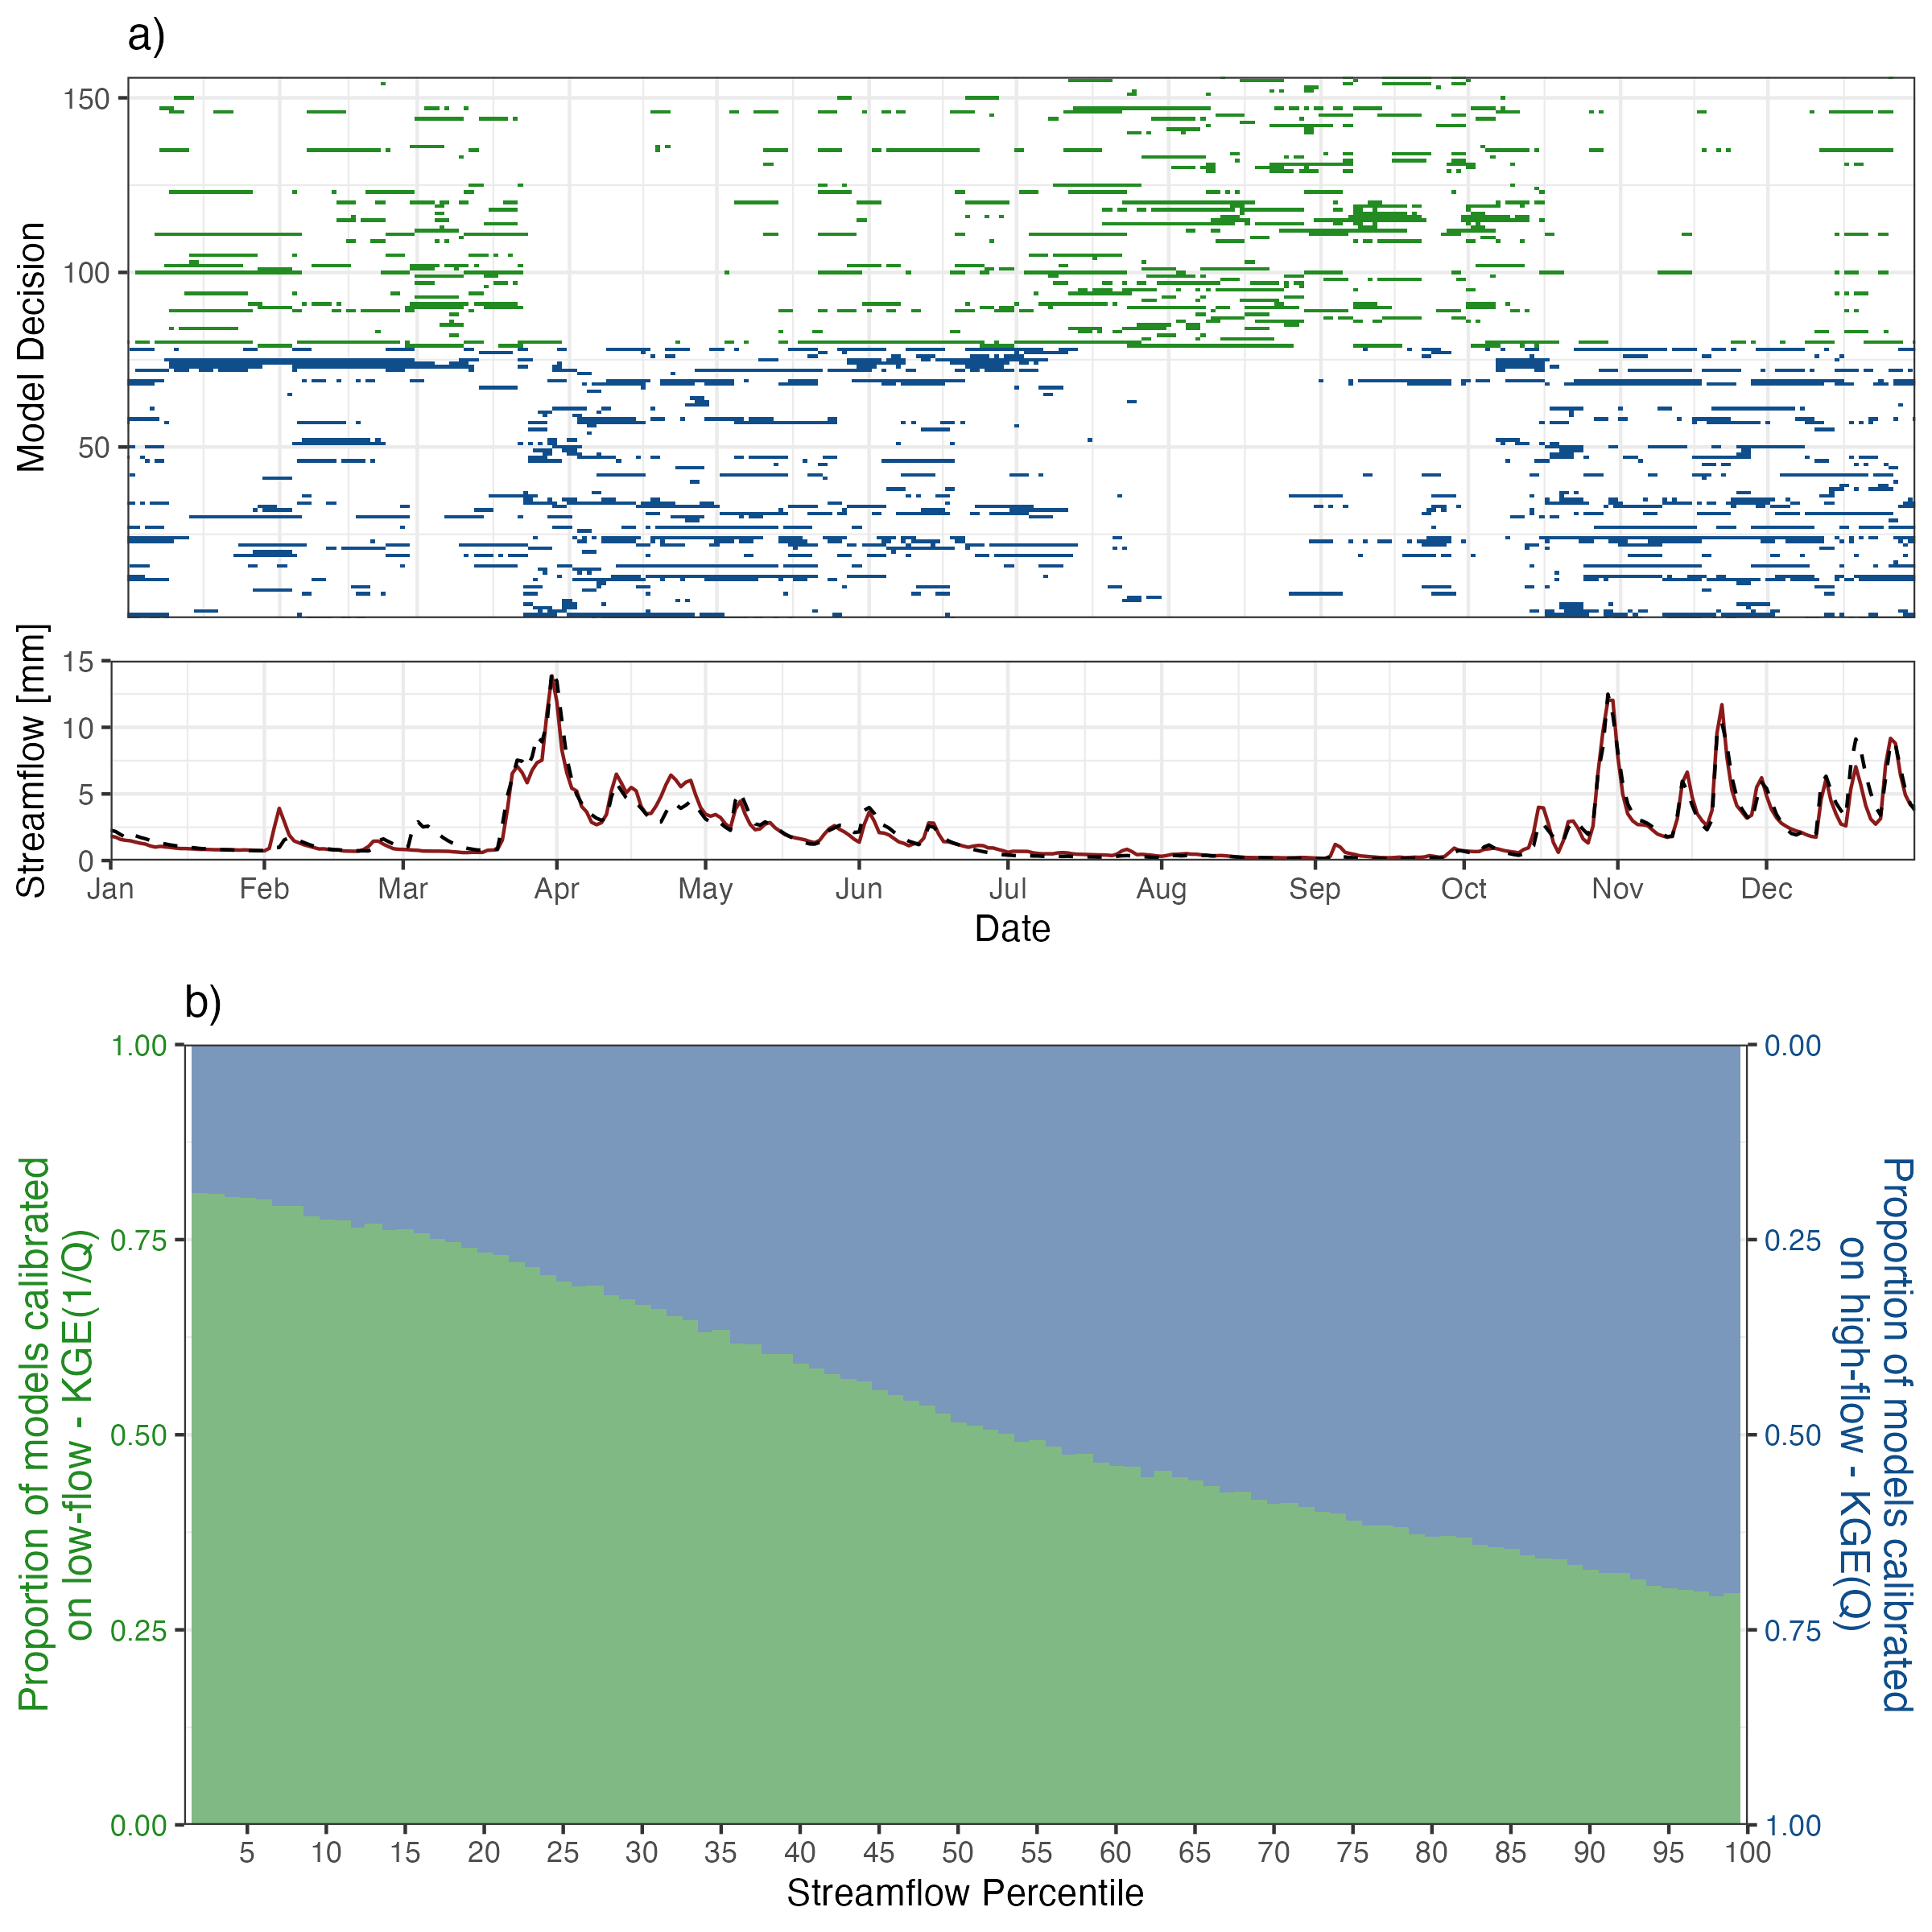 a)
Model Decision
150
100
50
Streamflow [mm]
15
10
5
0
Jan Feb Mar Apr May Jun Jul Aug Sep Oct Nov Dec
Date
b)
Proportion of models calibrated
on low-flow - KGE(1/Q)
1.00
0.75
0.50
0.25
0.00
0.00
0.25
0.50
0.75
1.00
Proportion of models calibrated
on high-flow - KGE(Q)
5 10 15 20 25 30 35 40 45 50 55 60 65 70 75 80 85 90 95 100
Streamflow Percentile